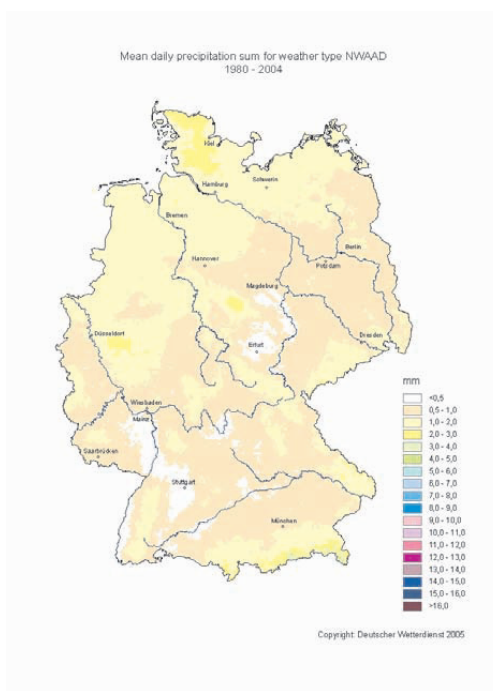 Mean daily precipitation sum for weather type NWAAD
1980 - 2004
Kiel
Schwerin
Hamburg
Bremen
Berlin
Hannover
Potsdam
Magdeburg
Düsseldorf
Dresden
Erfurt
Wiesbaden
Mainz
Saarbrücken
Stuttgart
München
mm
<0,5
0,5 - 1,0
1,0 - 2,0
2,0 - 3,0
3,0 - 4,0
4,0 - 5,0
5,0 - 6,0
6,0 - 7,0
7,0 - 8,0
8,0 - 9,0
9,0 - 10,0
10,0 - 11,0
11,0 - 12,0
12,0 - 13,0
13,0 - 14,0
14,0 - 15,0
15,0 - 16,0
>16,0
Copyright: Deutscher Wetterdienst 2005